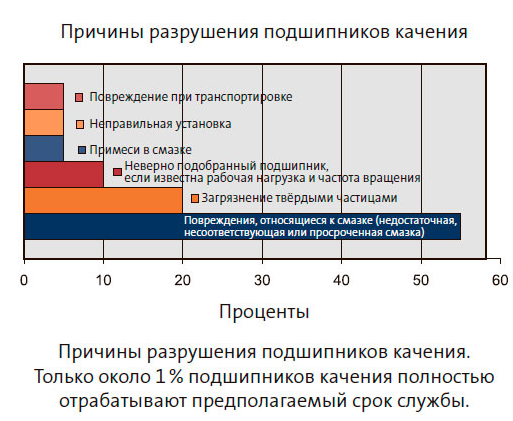 Причины разрушения подшипников качения
Повреждение при транспортировке
Неправильная установка
Примеси в смазке
Неверно подобранный подшипник,
если известна рабочая нагрузка и частота вращения
Загрязнение твёрдыми частицами
Повреждения, относящиеся к смазке (недостаточная,
несоответствующая или просроченная смазка)
0 10 20 30 40 50 60
Проценты
Причины разрушения подшипников качения.
Только около 1 % подшипников качения полностью
отрабатывают предполагаемый срок службы.